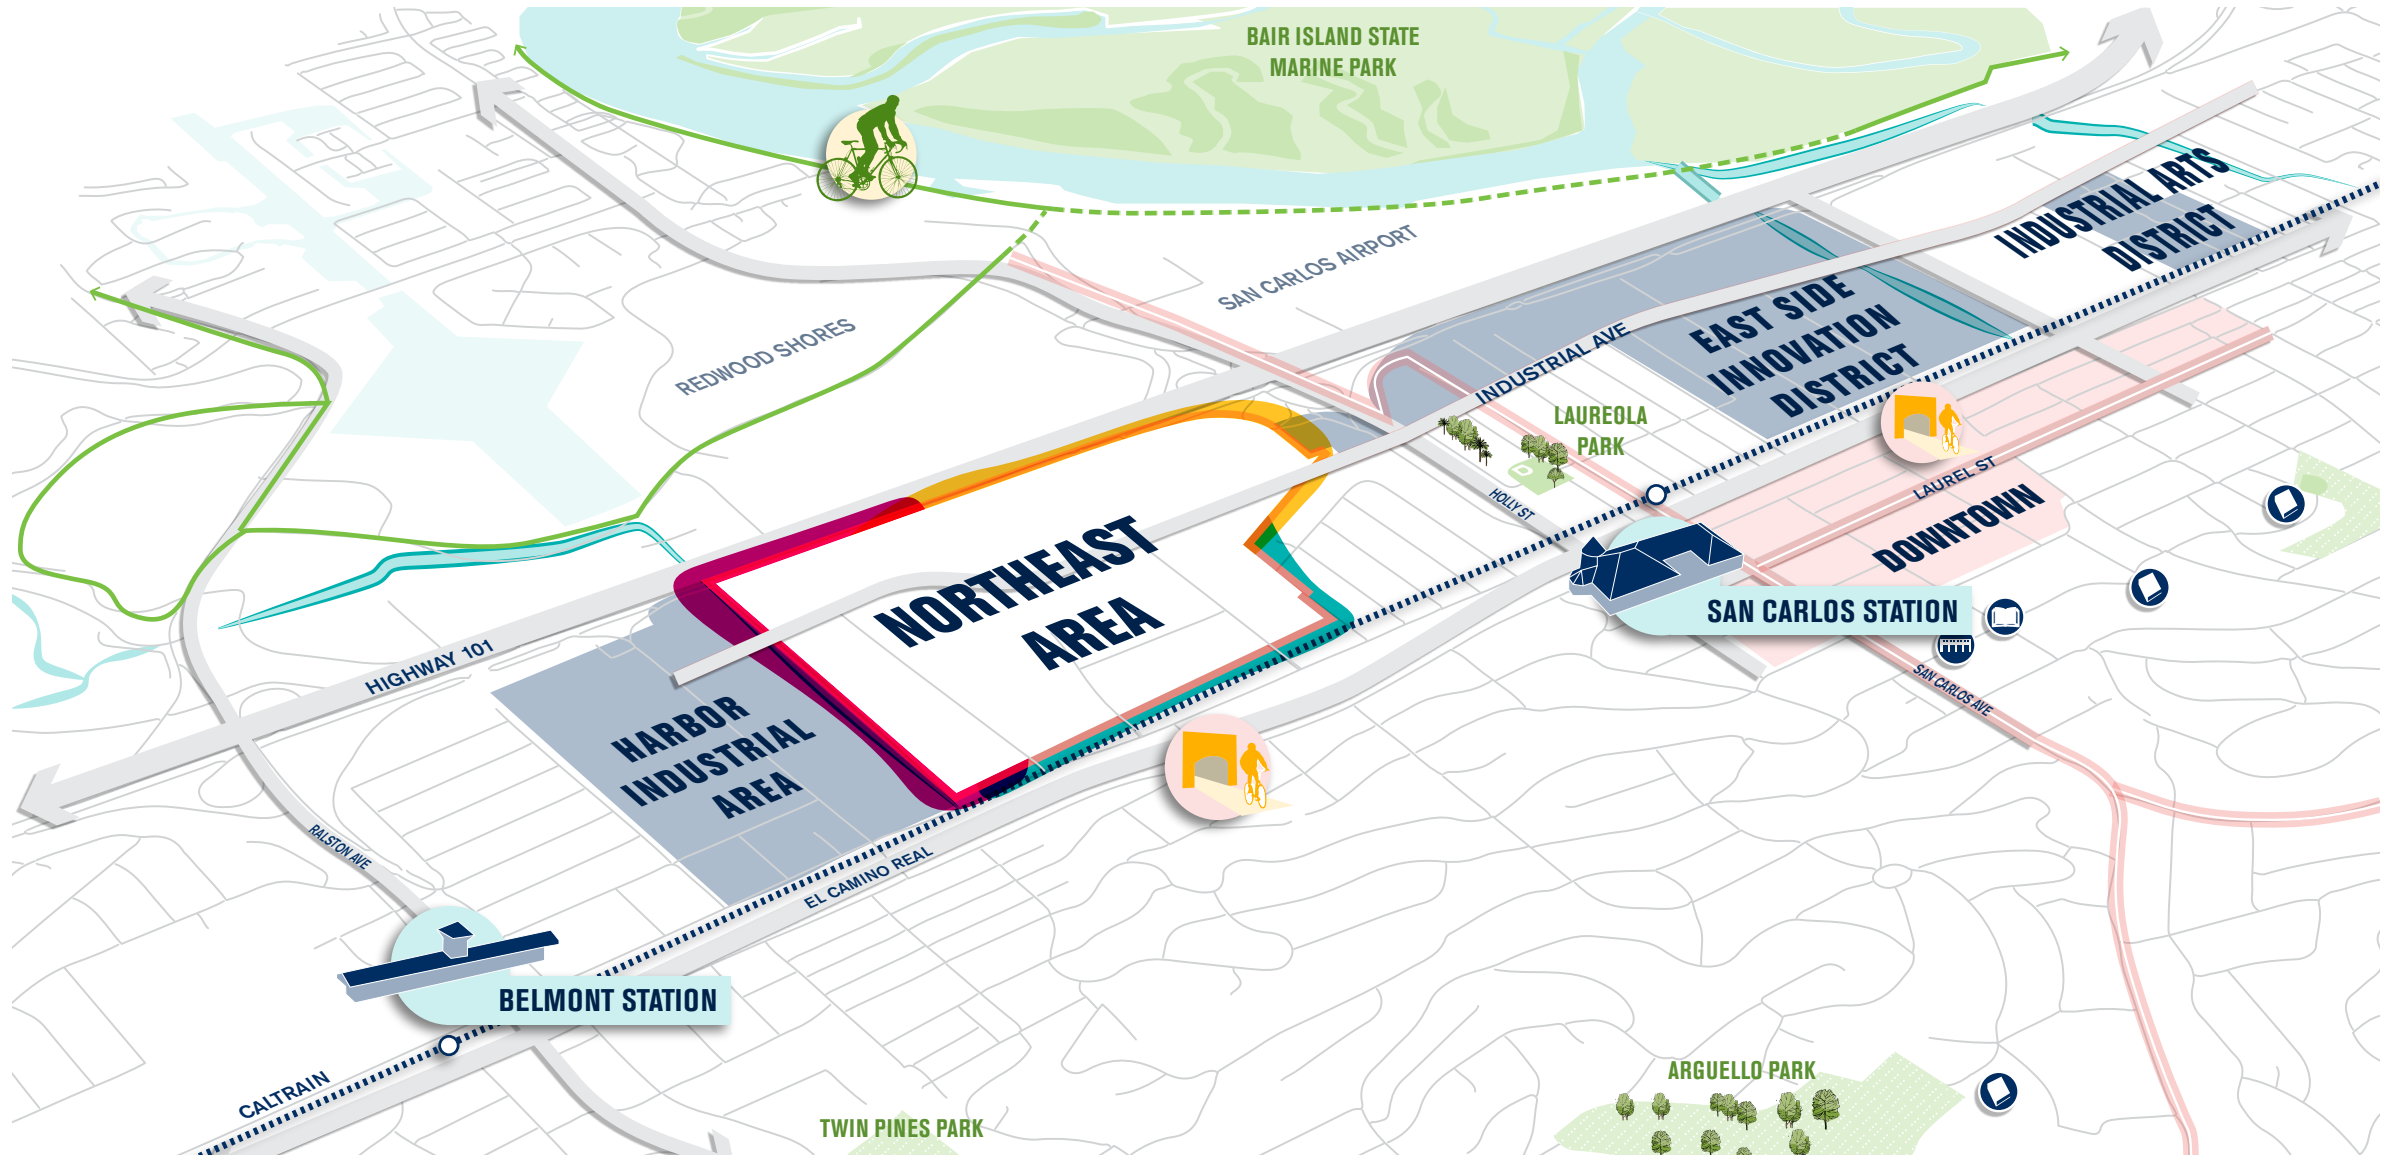 BAIR ISLAND STATE
MARINE PARK
INDUSTRIAL ARTS
DISTRICT
SAN CARLOS AIRPORT
REDWOOD SHORES
EAST SIDE
INNOVATION
DISTRICT
INDUSTRIAL AVE
LAUREOLA
PARK
HOLLY ST
LAUREL ST
DOWNTOWN
NORTHEAST
AREA
SAN CARLOS STATION
SAN CARLOS AVE
HIGHWAY 101
HARBOR
INDUSTRIAL
AREA
RALSTON AVE
EL CAMINO REAL
BELMONT STATION
CALTRAIN
TWIN PINES PARK
ARGUELLO PARK